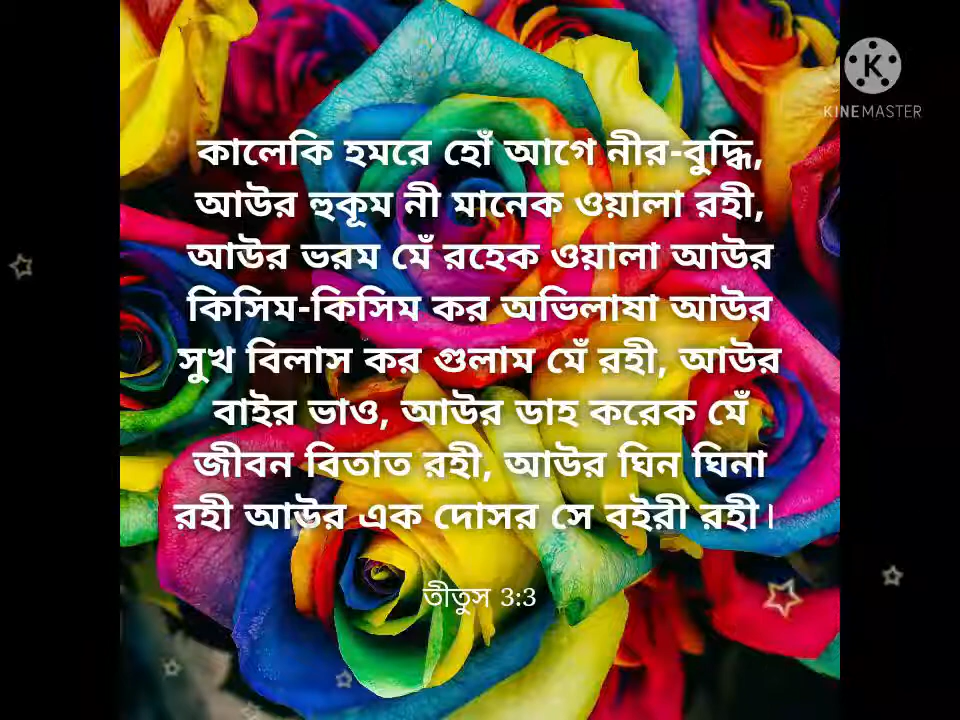 কালেকি হমরে হোঁ আগে নীর-বুদ্ধি,
আউর হুকূম নী মানেক ওয়ালা রহী,
আউর ভরম মেঁ রহেক ওয়ালা আউর
কিসিম-কিসিম কর অভিলাষা আউর
সুখ বিলাস কর গুলাম মেঁ রহী, আউর
বাইর ভাও, আউর ডাহ করেক মেঁ
জীবন বিতাত রহী, আউর ঘিন ঘিনা
রহী আউর এক দোসর সে বইরী রহী।
তীতুস 3:3
K
KINEMASTER